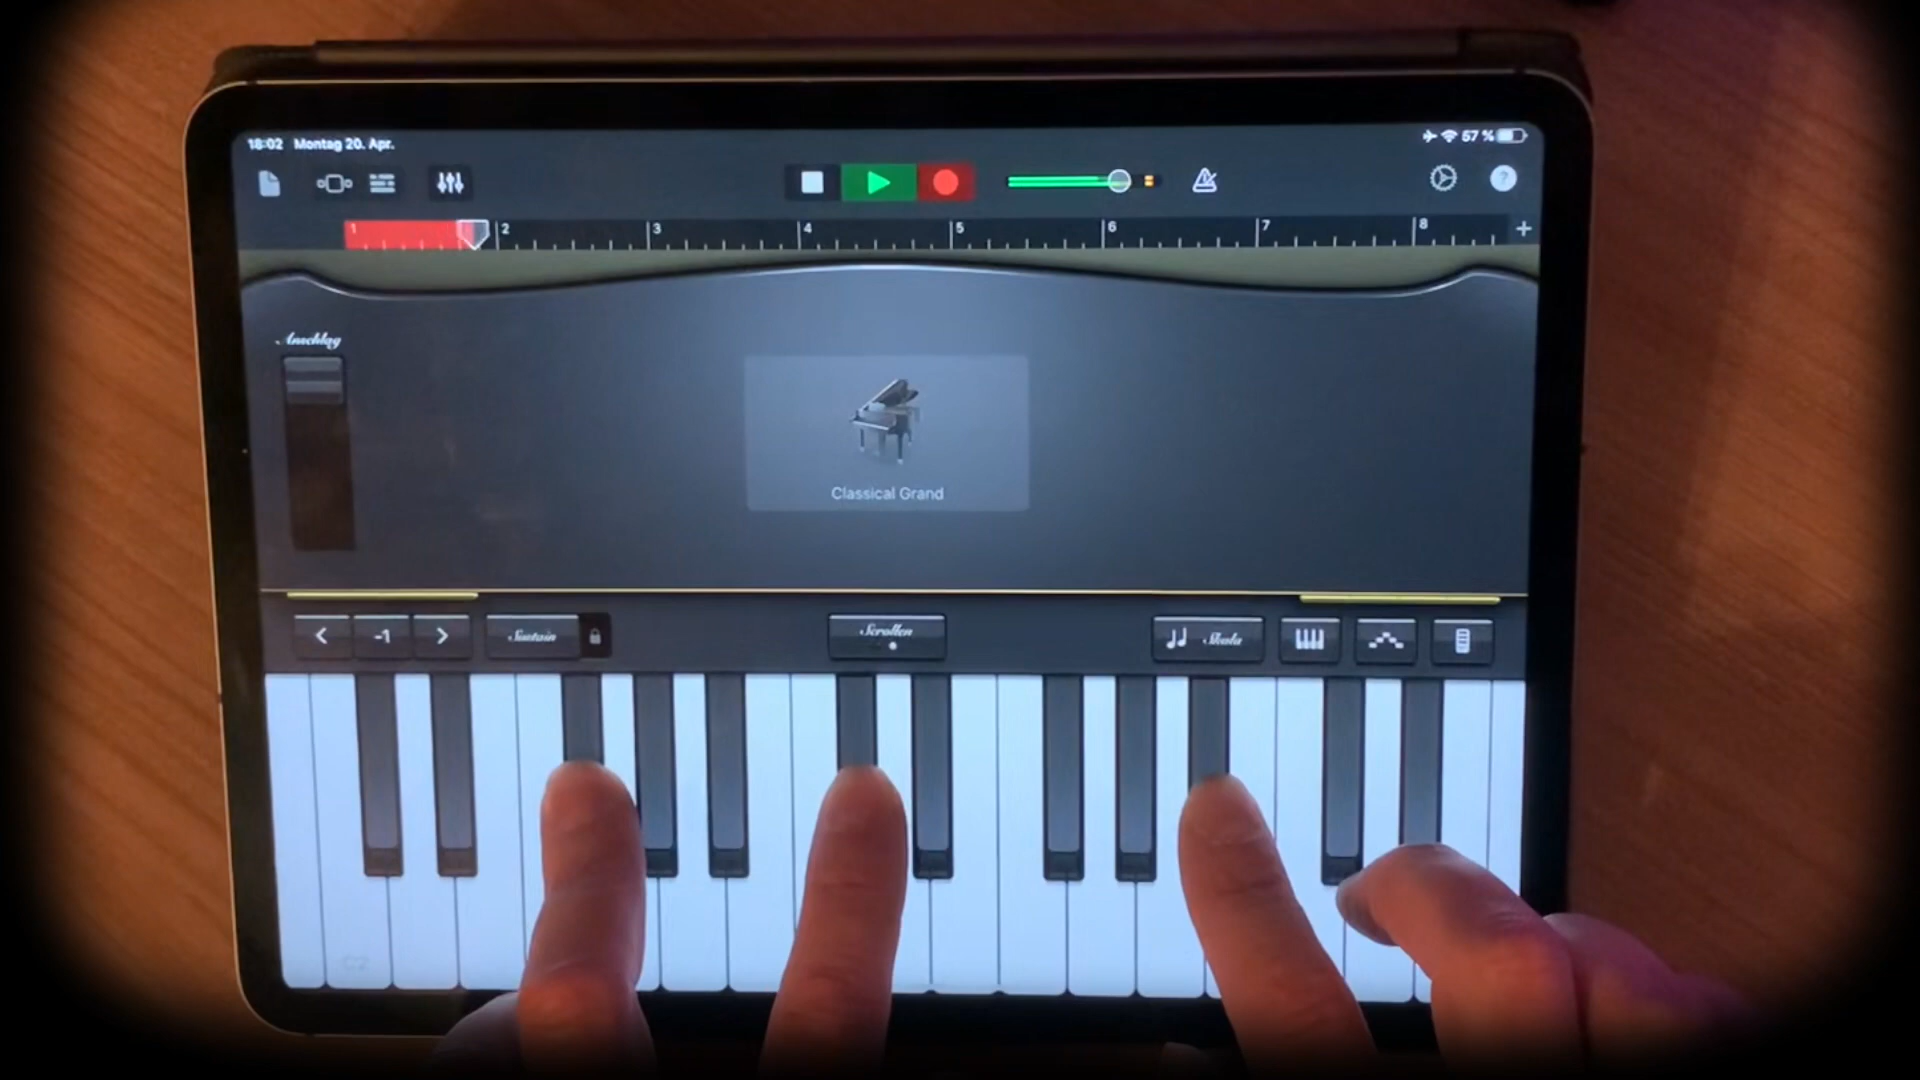 18:02 Montag 20. Apr.
57 %
?
1 2 3 4 5 6 7 8 +
Anschlag
Classical Grand
-1
Sustain
Scrollen
Skala
C2